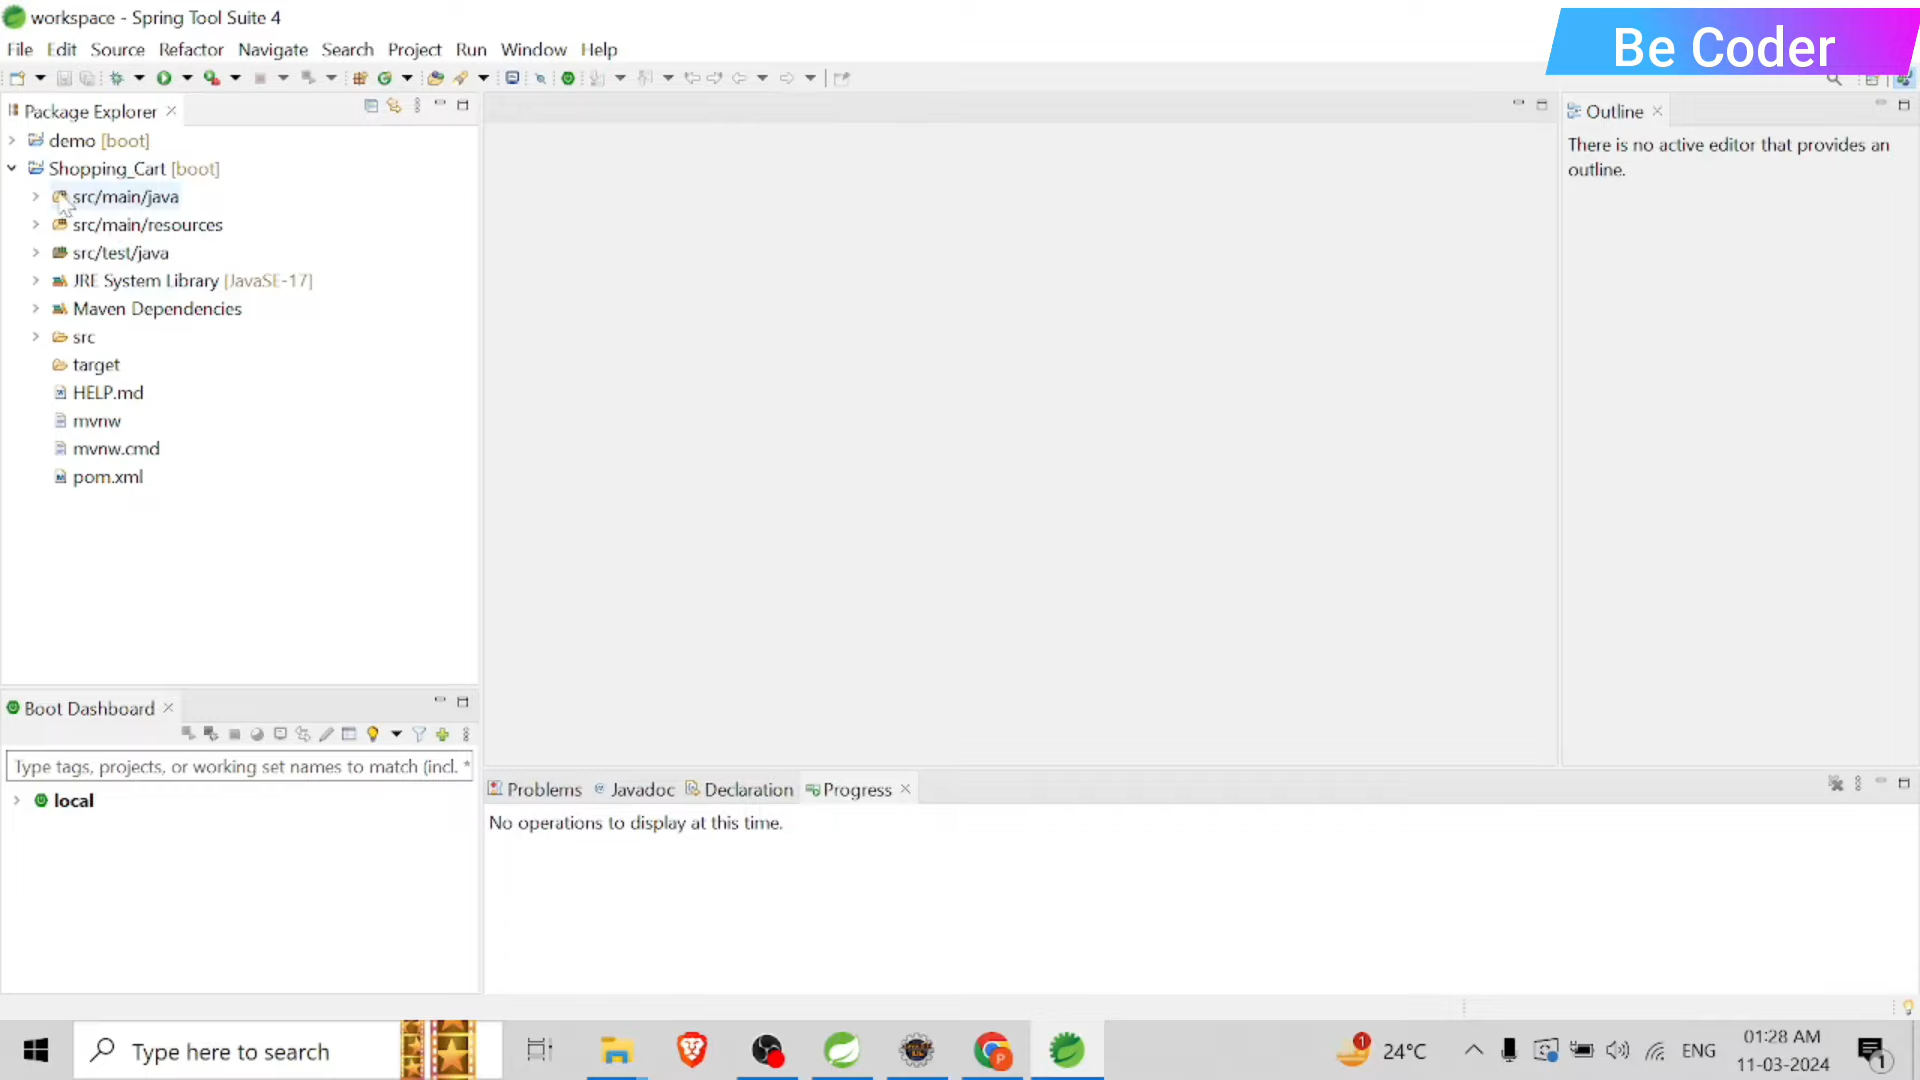 workspace - Spring Tool Suite 4
Be Coder
File Edit Source Refactor Navigate Search Project Run Window Help
Package Explorer
demo [boot]
Shopping_Cart [boot]
src/main/java
src/main/resources
src/test/java
JRE System Library [JavaSE-17]
Maven Dependencies
src
target
HELP.md
mvnw
mvnw.cmd
pom.xml
Outline
There is no active editor that provides an
outline.
Boot Dashboard
Type tags, projects, or working set names to match (incl. *
local
Problems Javadoc Declaration Progress
No operations to display at this time.
Type here to search
1
24°C
ENG
01:28 AM
11-03-2024
1